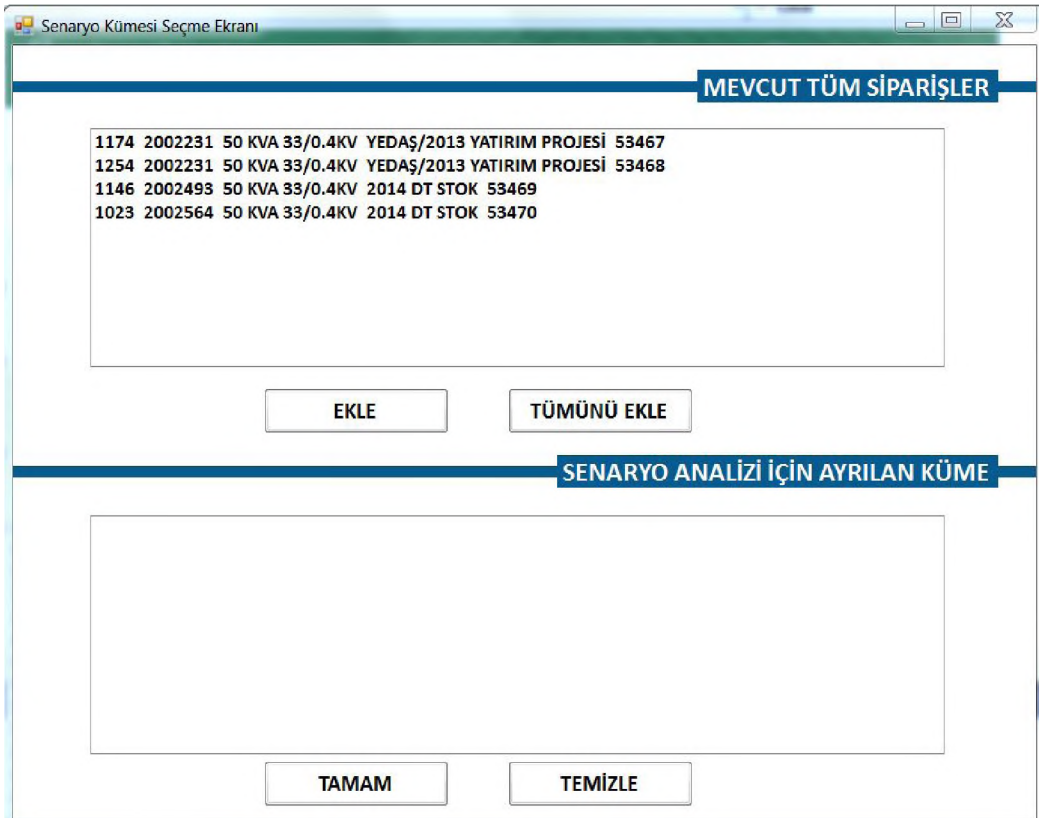 Senaryo Kümesi Seçme Ekranı
MEVCUT TÜM SİPARİŞLER
1174 2002231 50 KVA 33/0.4KV YEDAŞ/2013 YATIRIM PROJESİ 53467
1254 2002231 50 KVA 33/0.4KV YEDAŞ/2013 YATIRIM PROJESİ 53468
1146 2002493 50 KVA 33/0.4KV 2014 DT STOK 53469
1023 2002564 50 KVA 33/0.4KV 2014 DT STOK 53470
EKLE TÜMÜNÜ EKLE
SENARYO ANALİZİ İÇİN AYRILAN KÜME
TAMAM TEMİZLE